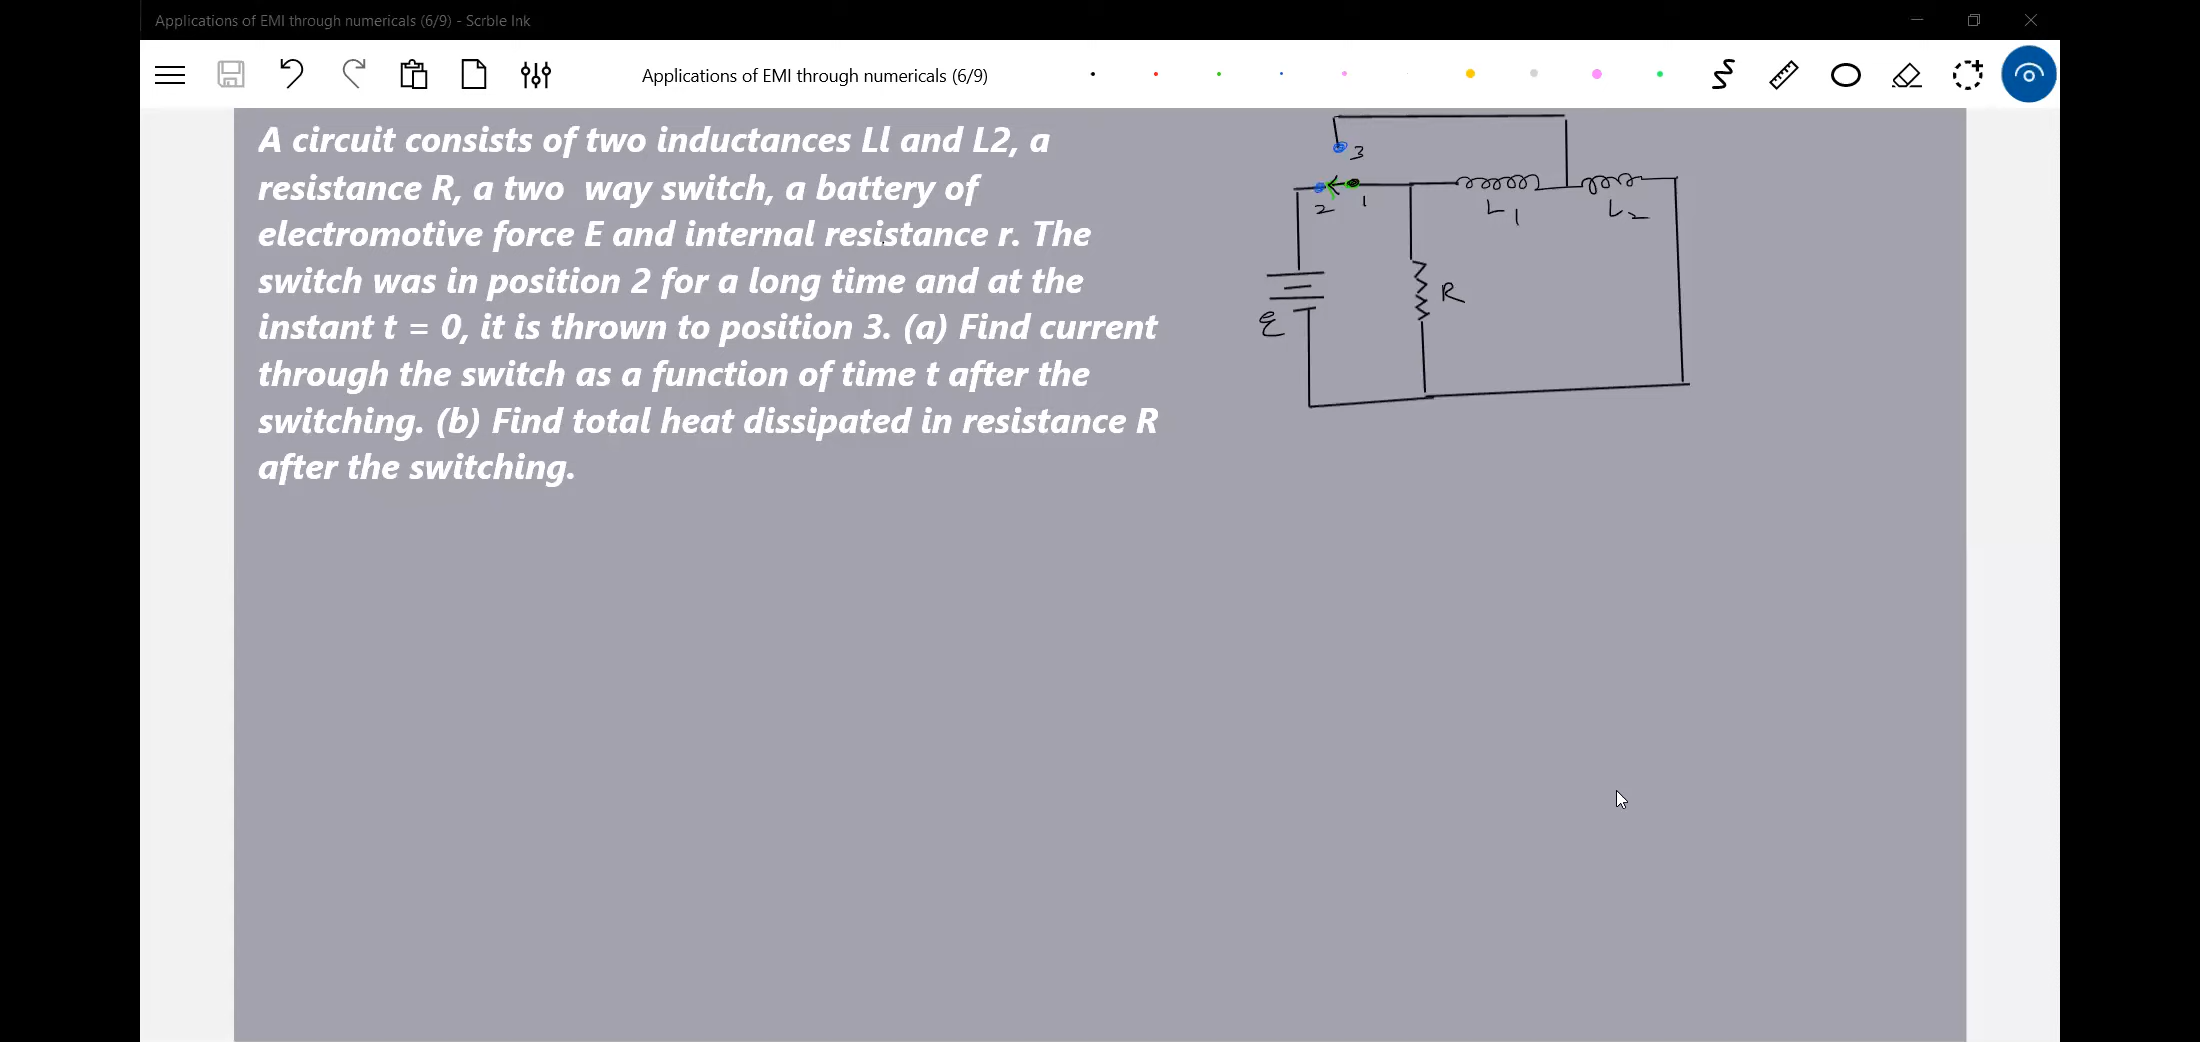 Applications of EMI through numericals (6/9) - Scrble Ink
Applications of EMI through numericals (6/9)
A circuit consists of two inductances Ll and L2, a
resistance R, a two way switch, a battery of
electromotive force E and internal resistance r. The
switch was in position 2 for a long time and at the
instant t = 0, it is thrown to position 3. (a) Find current
through the switch as a function of time t after the
switching. (b) Find total heat dissipated in resistance R
after the switching.
3
2
1
L1
L2
R
ℰ